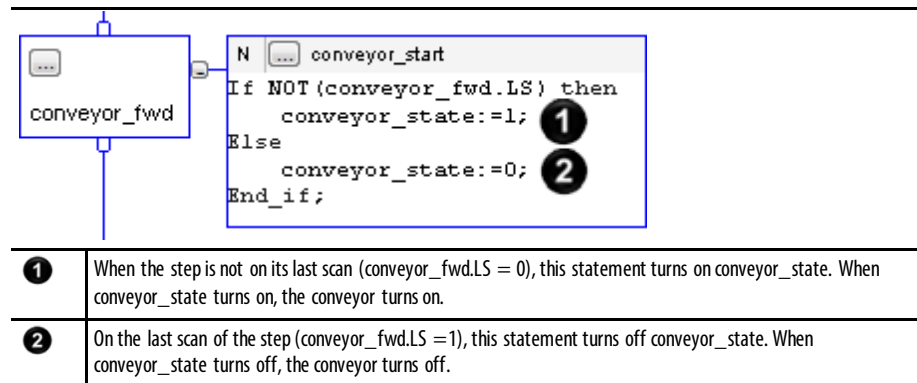 N ... conveyor_start
...
conveyor_fwd
If NOT(conveyor_fwd.LS) then
conveyor_state:=1; 1
Else
conveyor_state:=0; 2
End_if;
1 When the step is not on its last scan (conveyor_fwd.LS = 0), this statement turns on conveyor_state. When
conveyor_state turns on, the conveyor turns on.
2 On the last scan of the step (conveyor_fwd.LS =1), this statement turns off conveyor_state. When
conveyor_state turns off, the conveyor turns off.